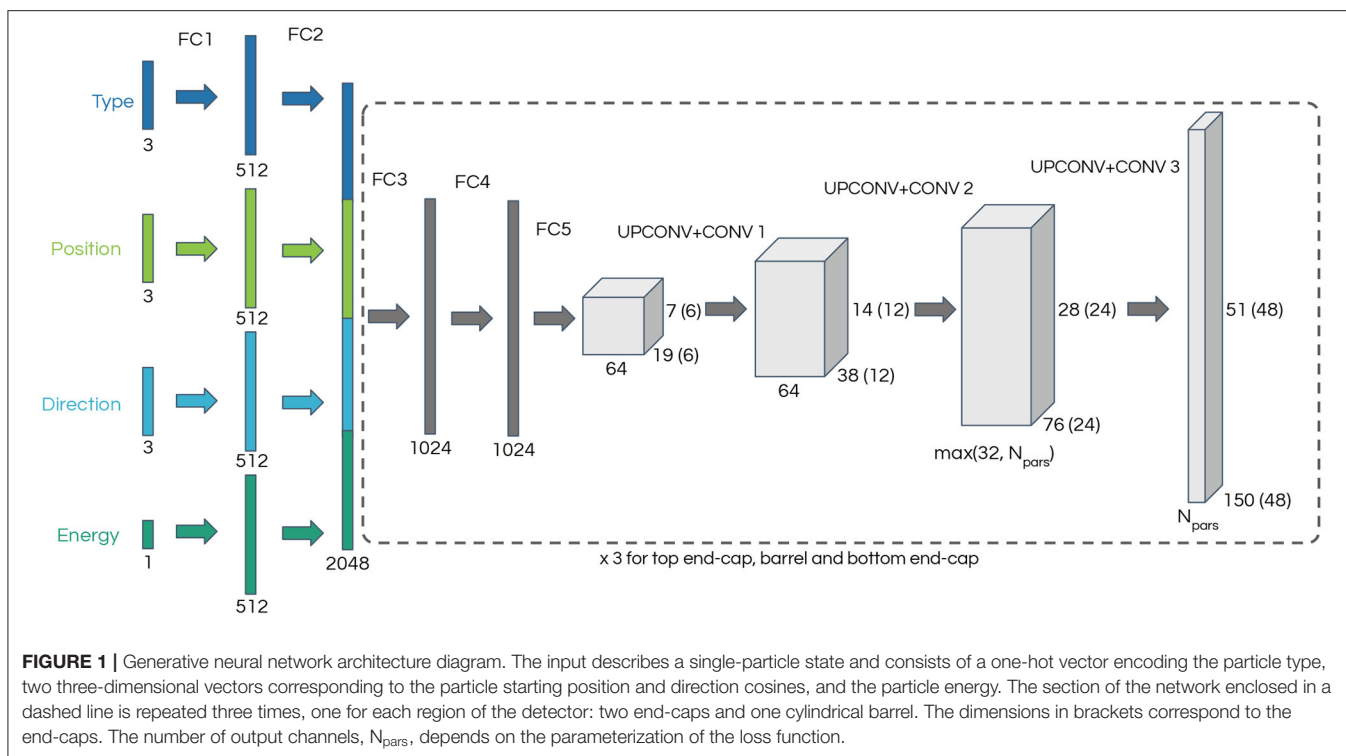 FC1
FC2
Type
3
512
Position
3
512
Direction
3
512
Energy
1
512
2048
FC3
FC4
1024
1024
FC5
7 (6)
19 (6)
64
UPCONV+CONV 1
14 (12)
38 (12)
64
UPCONV+CONV 2
28 (24)
76 (24)
max(32, Npars)
UPCONV+CONV 3
51 (48)
150 (48)
Npars
x 3 for top end-cap, barrel and bottom end-cap
FIGURE 1 | Generative neural network architecture diagram. The input describes a single-particle state and consists of a one-hot vector encoding the particle type,
two three-dimensional vectors corresponding to the particle starting position and direction cosines, and the particle energy. The section of the network enclosed in a
dashed line is repeated three times, one for each region of the detector: two end-caps and one cylindrical barrel. The dimensions in brackets correspond to the
end-caps. The number of output channels, Npars, depends on the parameterization of the loss function.